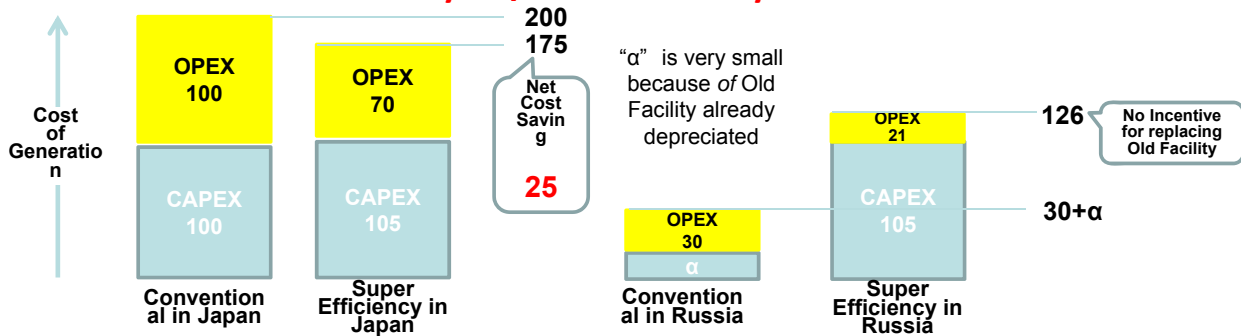 200
175
OPEX
100
CAPEX
100
Convention
al in Japan
OPEX
70
CAPEX
105
Super
Efficiency in
Japan
Cost
of
Generatio
n
Net
Cost
Savin
g
25
“α” is very small
because of Old
Facility already
depreciated
OPEX
30
α
Convention
al in Russia
OPEX
21
CAPEX
105
Super
Efficiency in
Russia
126
No Incentive
for replacing
Old Facility
30+α